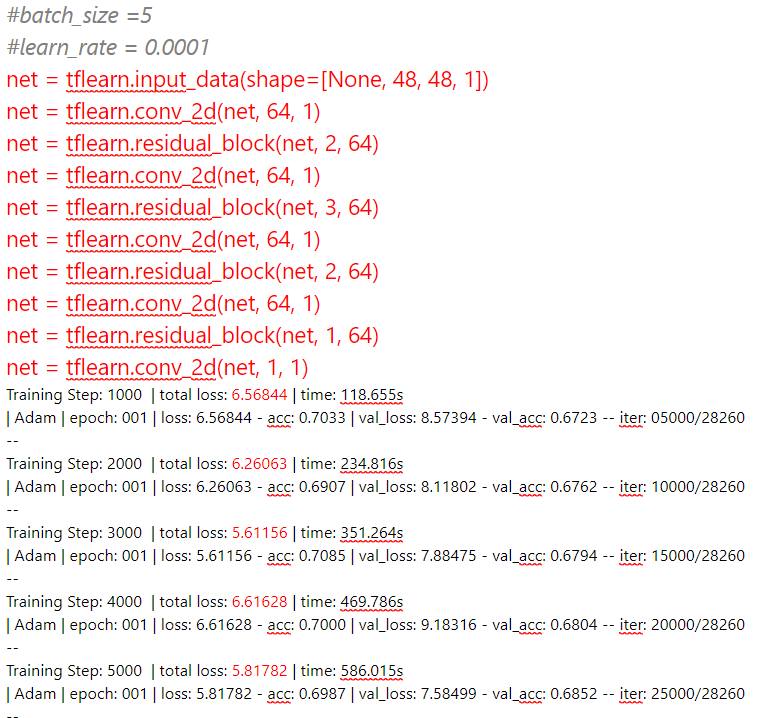 #batch_size =5
#learn_rate = 0.0001
net = tflearn.input_data(shape=[None, 48, 48, 1])
net = tflearn.conv_2d(net, 64, 1)
net = tflearn.residual_block(net, 2, 64)
net = tflearn.conv_2d(net, 64, 1)
net = tflearn.residual_block(net, 3, 64)
net = tflearn.conv_2d(net, 64, 1)
net = tflearn.residual_block(net, 2, 64)
net = tflearn.conv_2d(net, 64, 1)
net = tflearn.residual_block(net, 1, 64)
net = tflearn.conv_2d(net, 1, 1)
Training Step: 1000  | total loss: 6.56844 | time: 118.655s
| Adam | epoch: 001 | loss: 6.56844 - acc: 0.7033 | val_loss: 8.57394 - val_acc: 0.6723 -- iter: 05000/28260
--
Training Step: 2000  | total loss: 6.26063 | time: 234.816s
| Adam | epoch: 001 | loss: 6.26063 - acc: 0.6907 | val_loss: 8.11802 - val_acc: 0.6762 -- iter: 10000/28260
--
Training Step: 3000  | total loss: 5.61156 | time: 351.264s
| Adam | epoch: 001 | loss: 5.61156 - acc: 0.7085 | val_loss: 7.88475 - val_acc: 0.6794 -- iter: 15000/28260
--
Training Step: 4000  | total loss: 6.61628 | time: 469.786s
| Adam | epoch: 001 | loss: 6.61628 - acc: 0.7000 | val_loss: 9.18316 - val_acc: 0.6804 -- iter: 20000/28260
--
Training Step: 5000  | total loss: 5.81782 | time: 586.015s
| Adam | epoch: 001 | loss: 5.81782 - acc: 0.6987 | val_loss: 7.58499 - val_acc: 0.6852 -- iter: 25000/28260
--